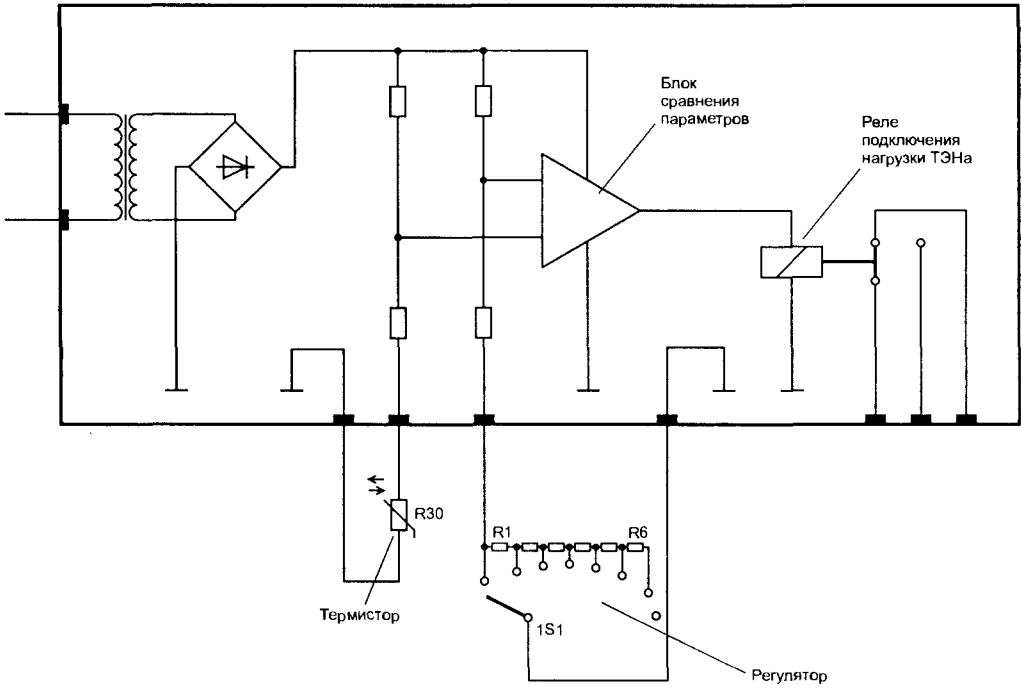 Блок
сравнения
параметров
Реле
подключения
нагрузки ТЭНа
R30
R1
R6
Термистор
1S1
Регулятор